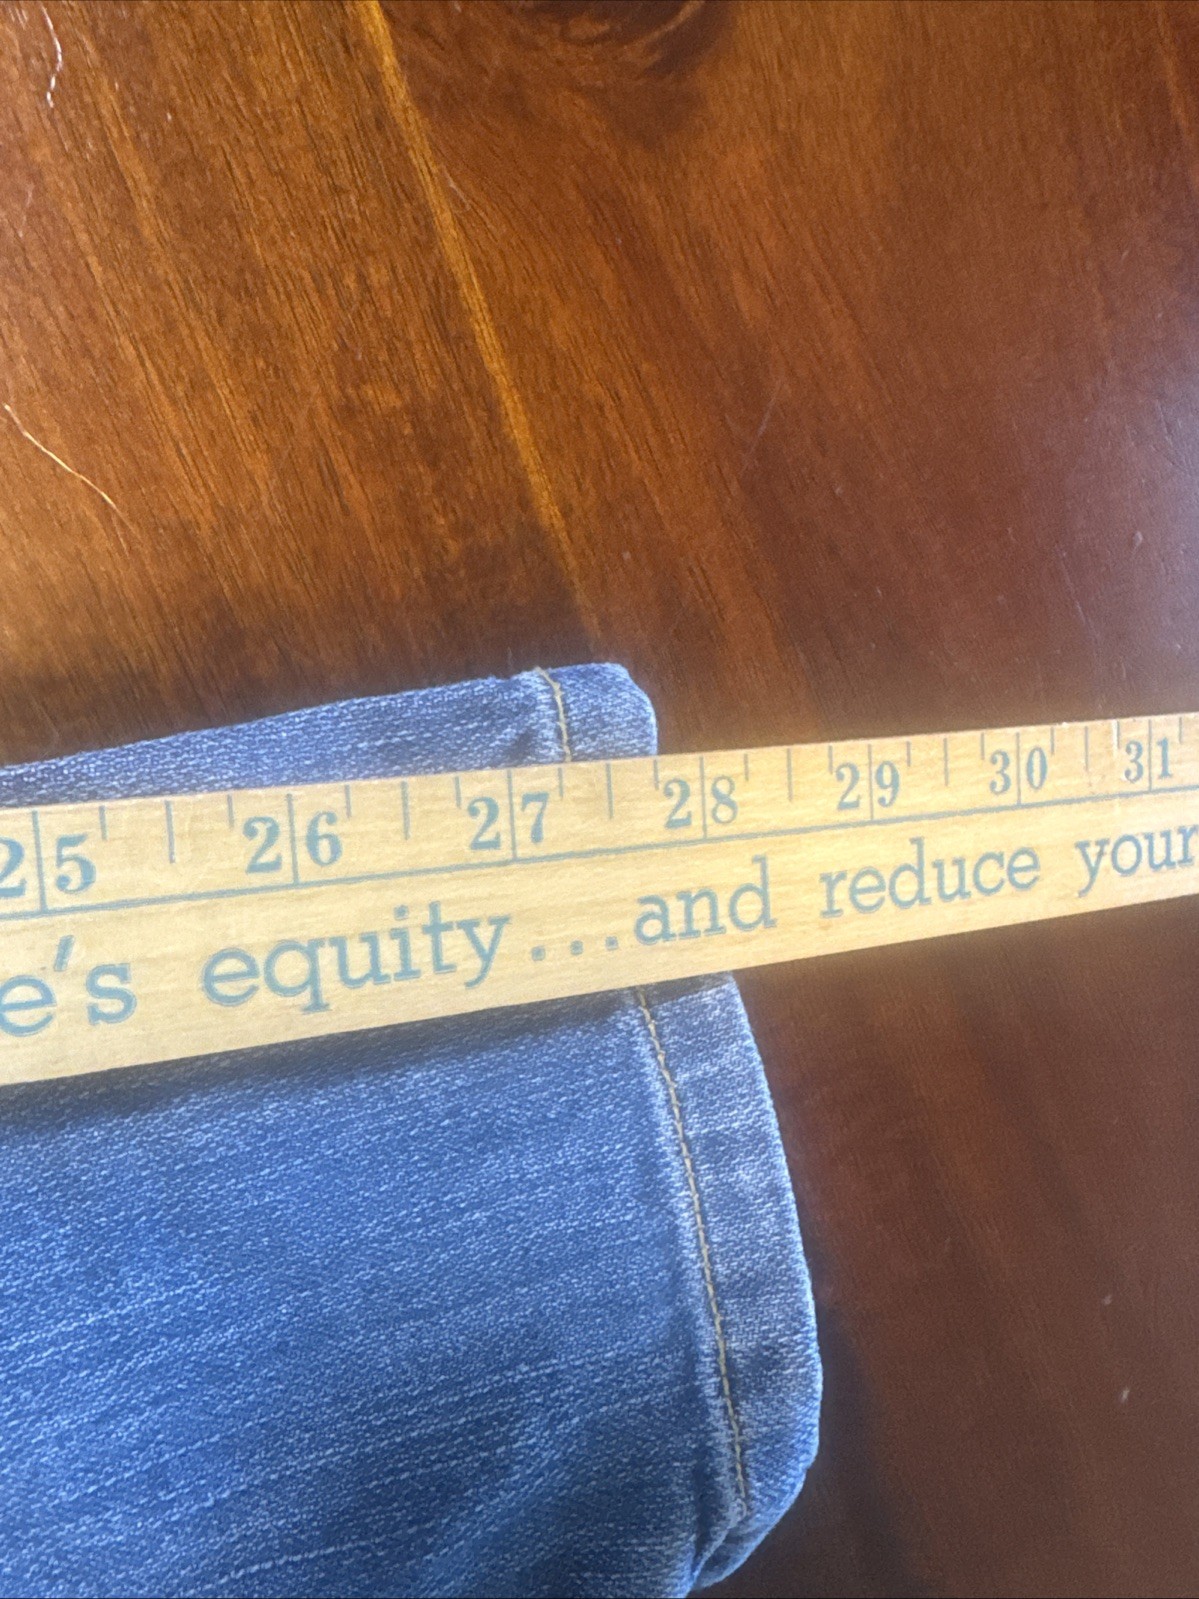 25 26 27 28 29 30 31
e's equity...and reduce your